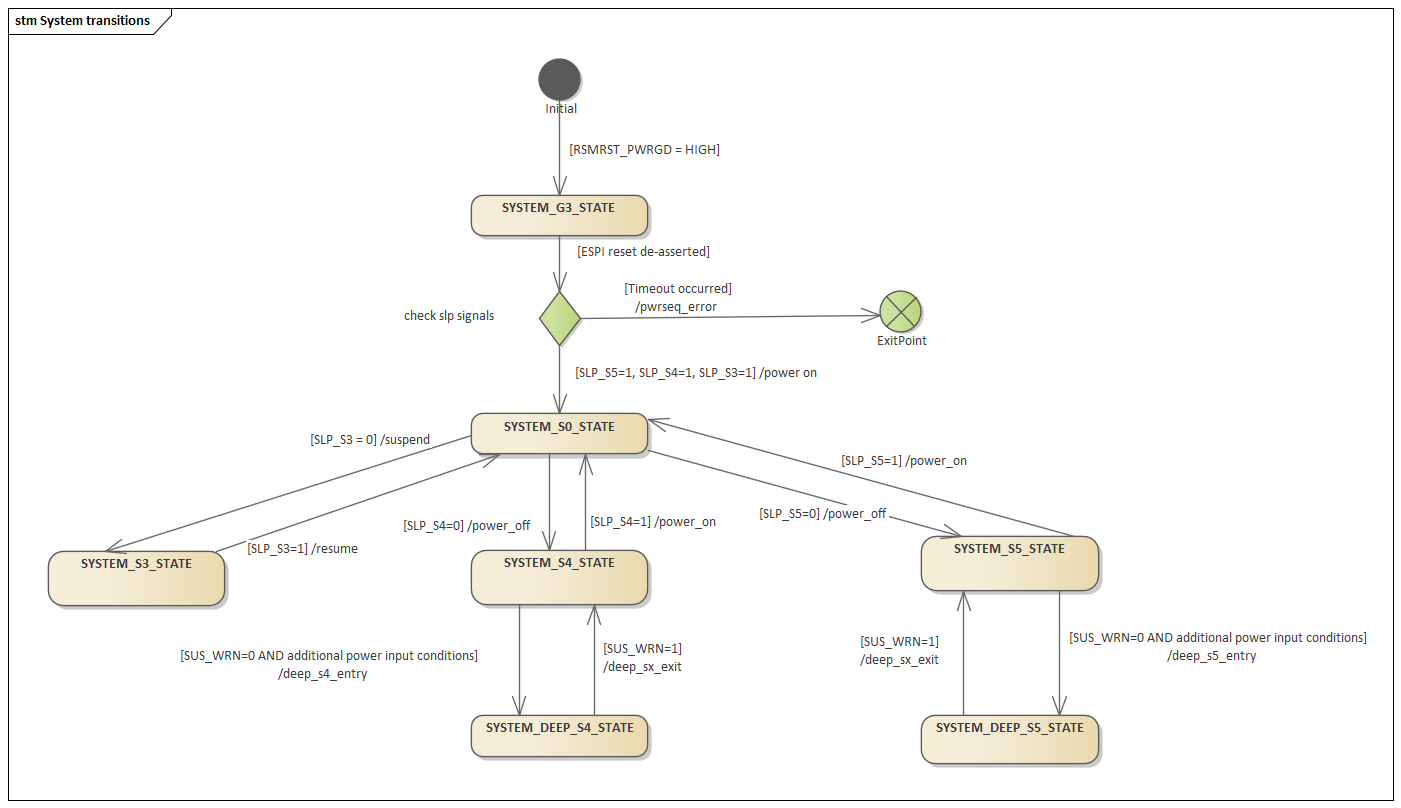 stm System transitions
Initial
[RSMRST_PWRGD = HIGH]
SYSTEM_G3_STATE
[ESPI reset de-asserted]
[Timeout occurred]
/pwrseq_error
check slp signals
ExitPoint
[SLP_S5=1, SLP_S4=1, SLP_S3=1] /power on
SYSTEM_S0_STATE
[SLP_S3 = 0] /suspend
[SLP_S5=1] /power_on
[SLP_S5=0] /power_off
[SLP_S4=0] /power_off
[SLP_S4=1] /power_on
[SLP_S3=1] /resume
SYSTEM_S3_STATE
SYSTEM_S4_STATE
SYSTEM_S5_STATE
[SUS_WRN=0 AND additional power input conditions]
/deep_s4_entry
[SUS_WRN=1]
/deep_sx_exit
[SUS_WRN=1]
/deep_sx_exit
[SUS_WRN=0 AND additional power input conditions]
/deep_s5_entry
SYSTEM_DEEP_S4_STATE
SYSTEM_DEEP_S5_STATE